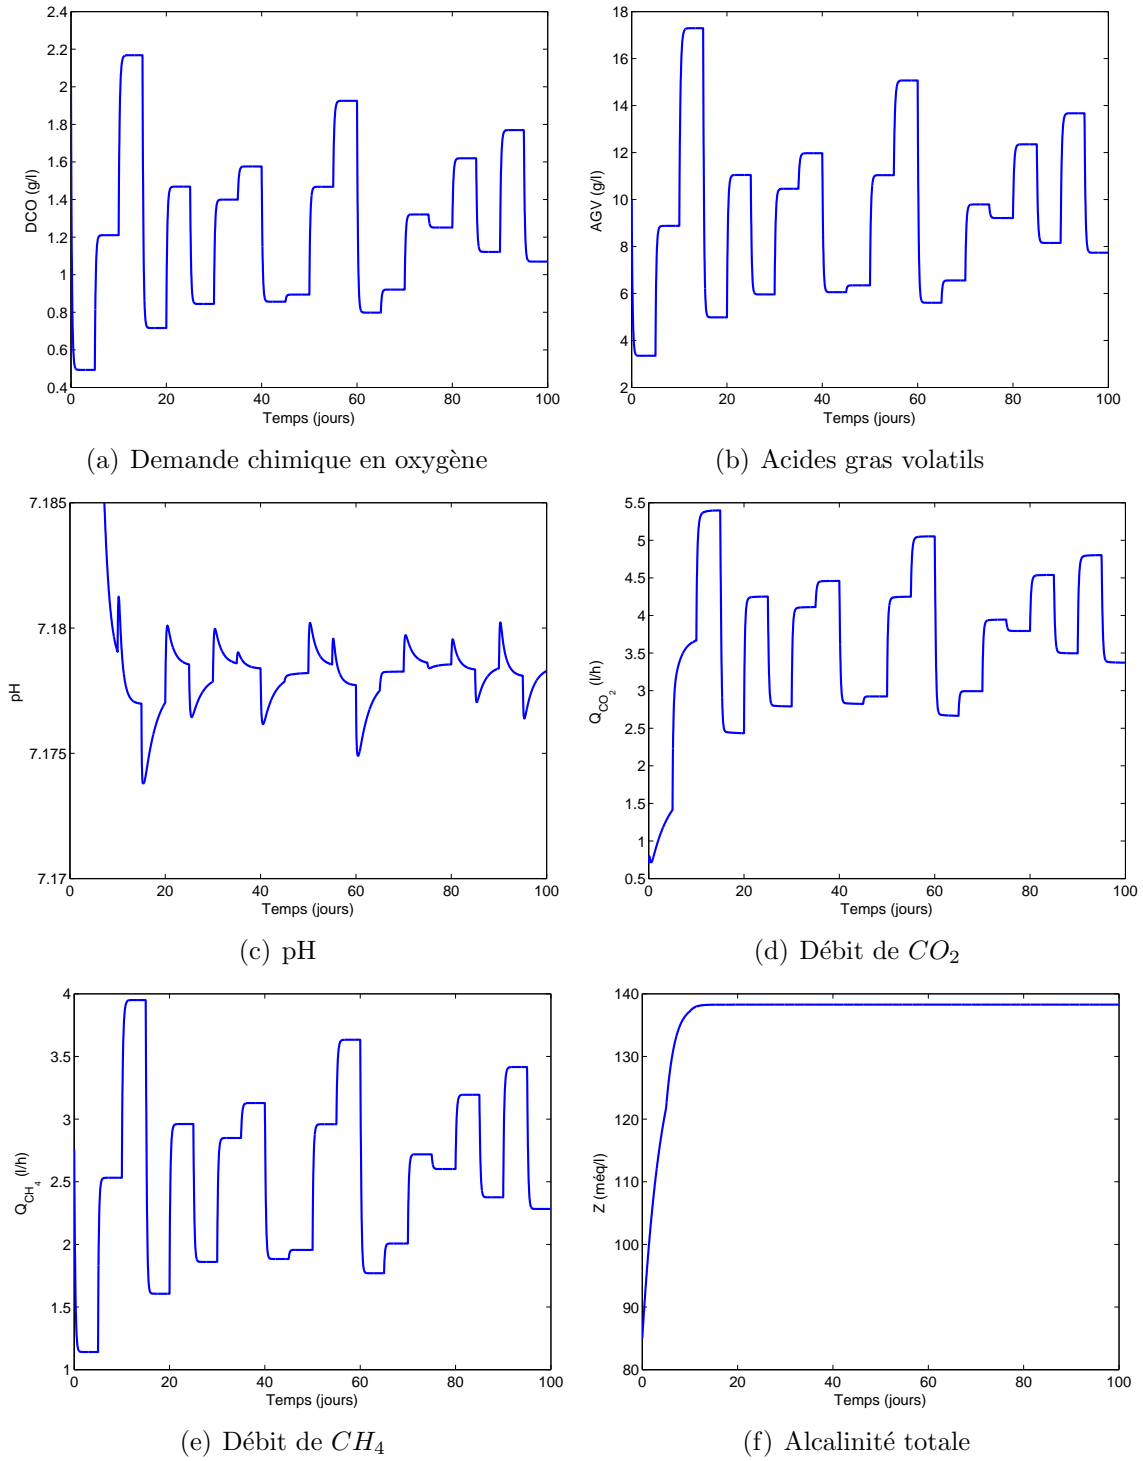 2.4
2.2
2
1.8
1.6
1.4
1.2
1
0.8
0.6
0.4
DCO (g/l)
0 20 40 60 80 100
Temps (jours)
(a) Demande chimique en oxygène
18
16
14
12
10
8
6
4
2
AGV (g/l)
0 20 40 60 80 100
Temps (jours)
(b) Acides gras volatils
7.185
7.18
7.175
7.17
pH
0 20 40 60 80 100
Temps (jours)
(c) pH
5.5
5
4.5
4
3.5
3
2.5
2
1.5
1
0.5
Q_{CO_2} (l/h)
0 20 40 60 80 100
Temps (jours)
(d) Débit de CO_2
4
3.5
3
2.5
2
1.5
1
Q_{CH_4} (l/h)
0 20 40 60 80 100
Temps (jours)
(e) Débit de CH_4
140
130
120
110
100
90
80
Z (méq/l)
0 20 40 60 80 100
Temps (jours)
(f) Alcalinité totale